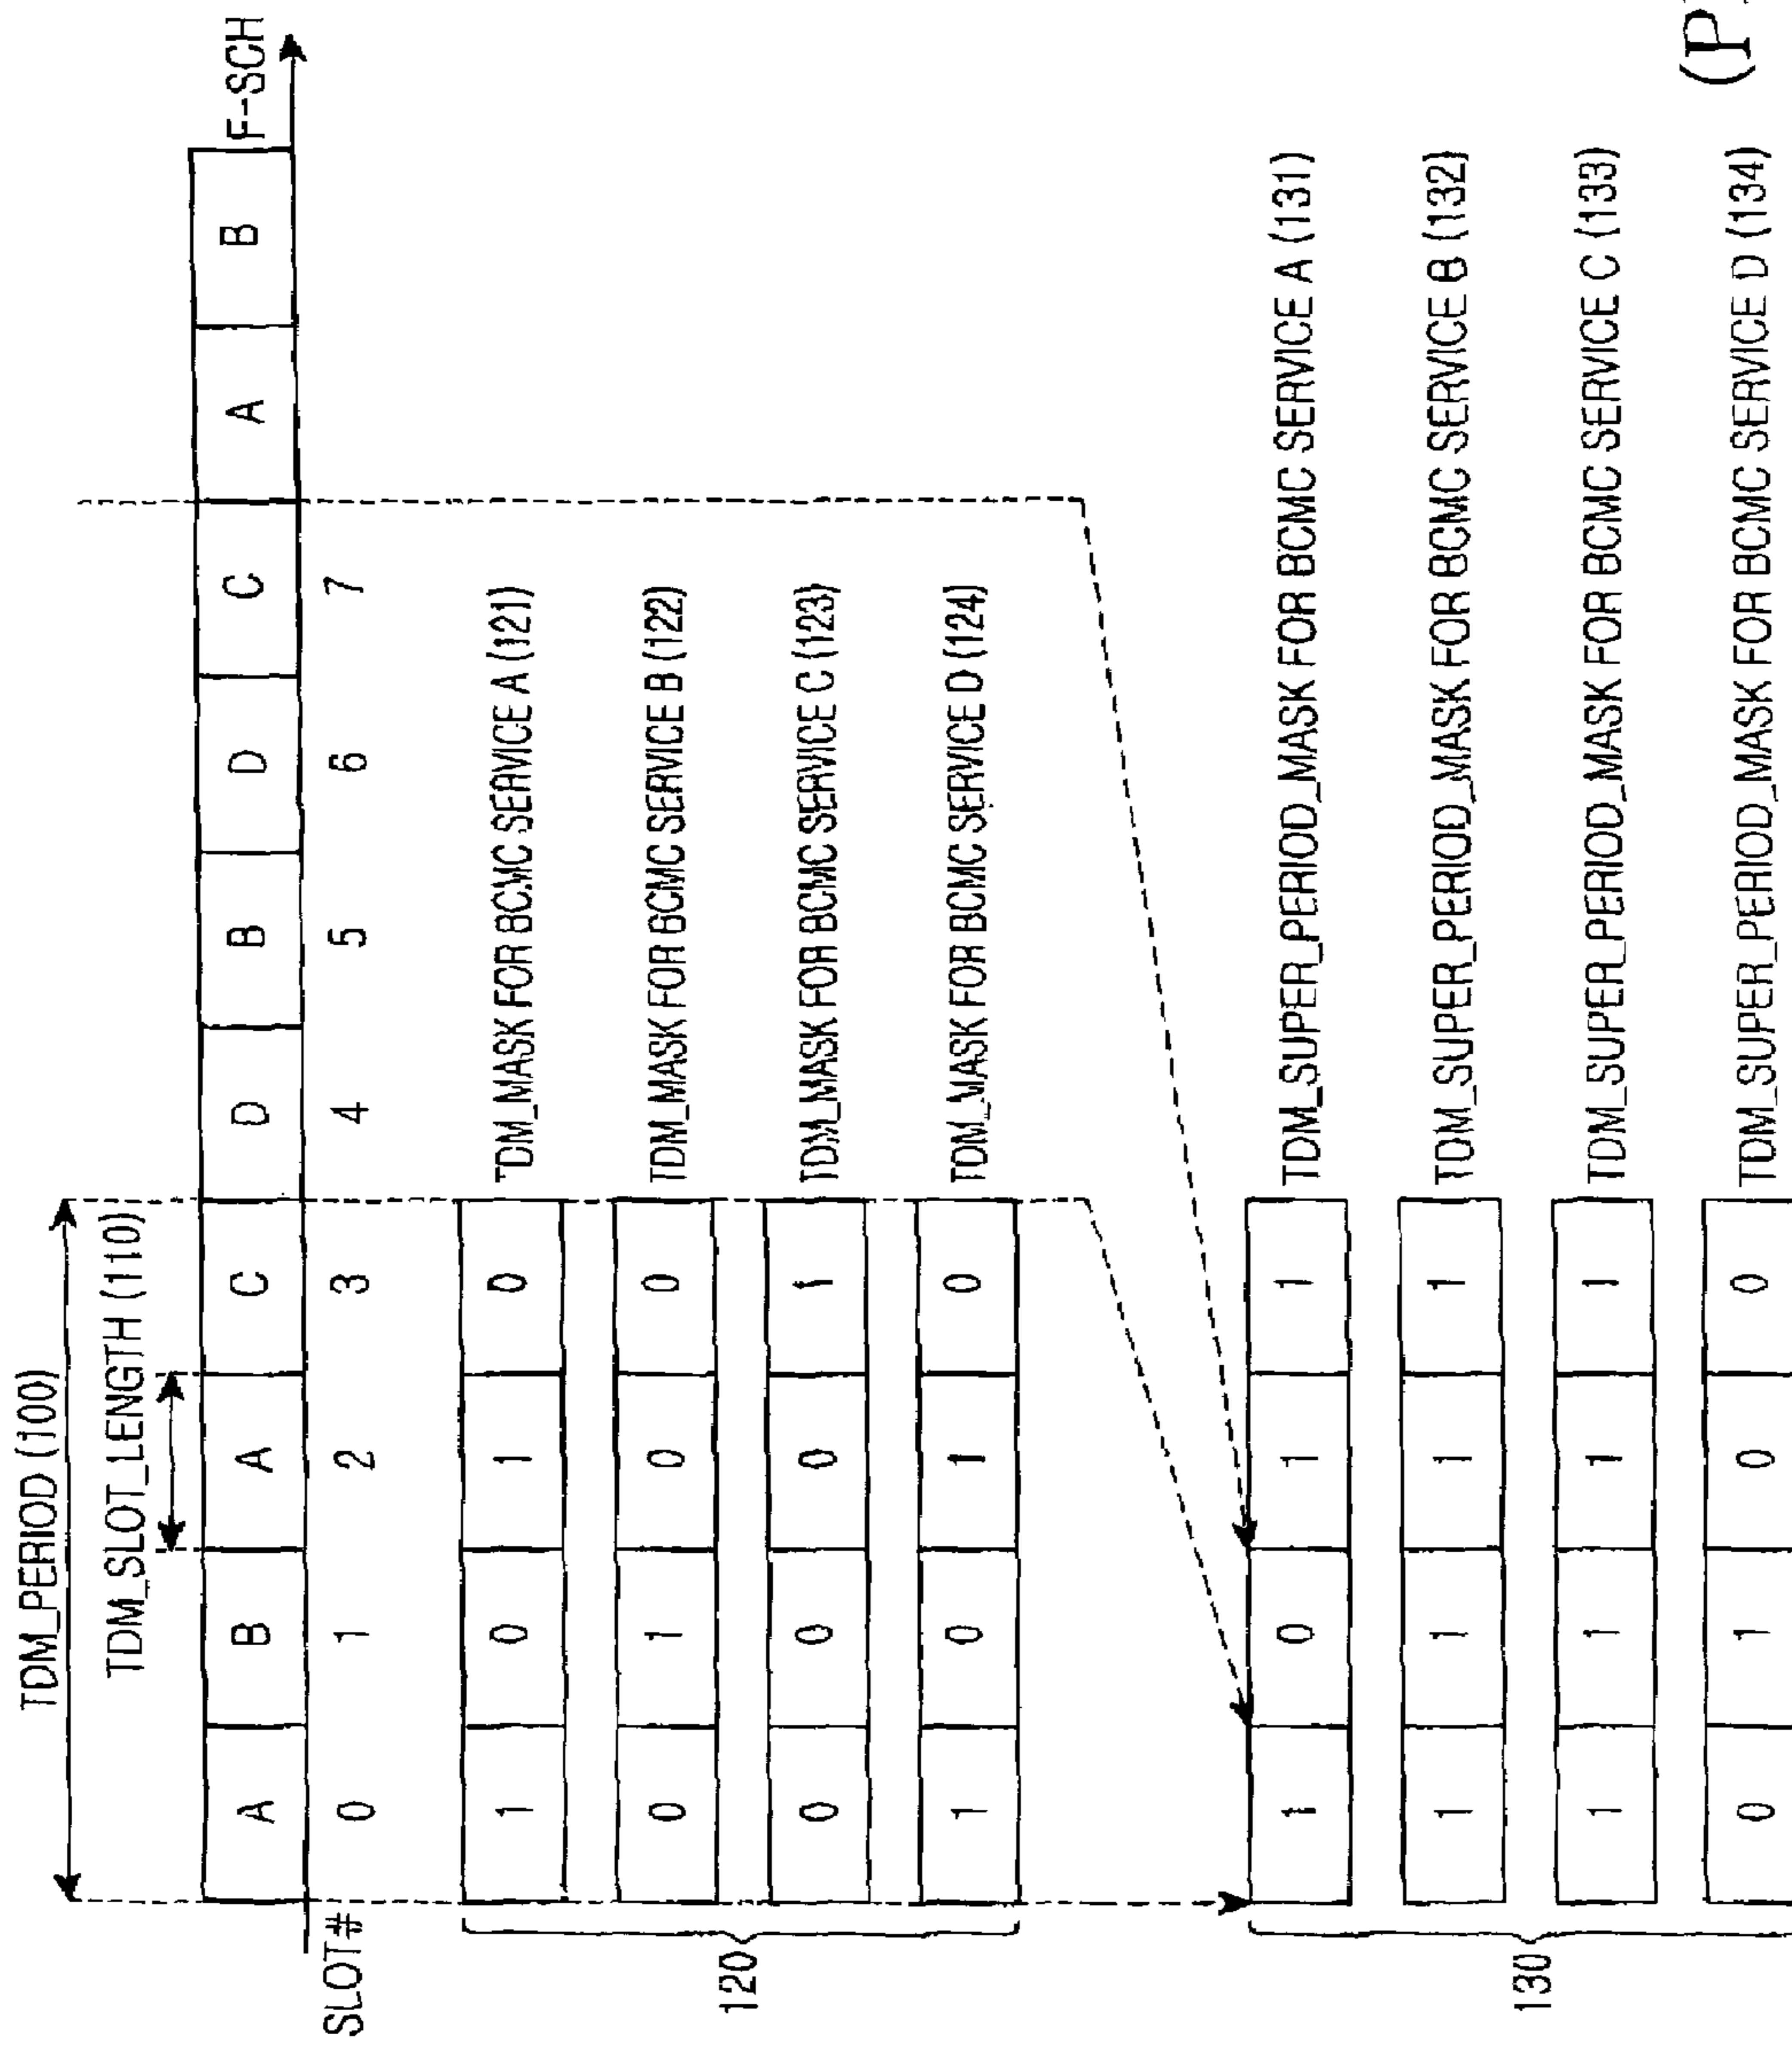 TDM_PERIOD (100)
TDM_SLOT_LENGTH (110)
A B A C D B D C A B F-SCH
SLOT# 0 1 2 3 4 5 6 7
120
1 0 1 0 TDM_MASK FOR BCMC SERVICE A (121)
0 1 0 0 TDM_MASK FOR BCMC SERVICE B (122)
0 0 0 1 TDM_MASK FOR BCMC SERVICE C (123)
1 0 1 0 TDM_MASK FOR BCMC SERVICE D (124)
130
1 0 1 1 TDM_SUPER_PERIOD_MASK FOR BCMC SERVICE A (131)
1 1 1 1 TDM_SUPER_PERIOD_MASK FOR BCMC SERVICE B (132)
1 1 1 1 TDM_SUPER_PERIOD_MASK FOR BCMC SERVICE C (133)
0 1 0 0 TDM_SUPER_PERIOD_MASK FOR BCMC SERVICE D (134)